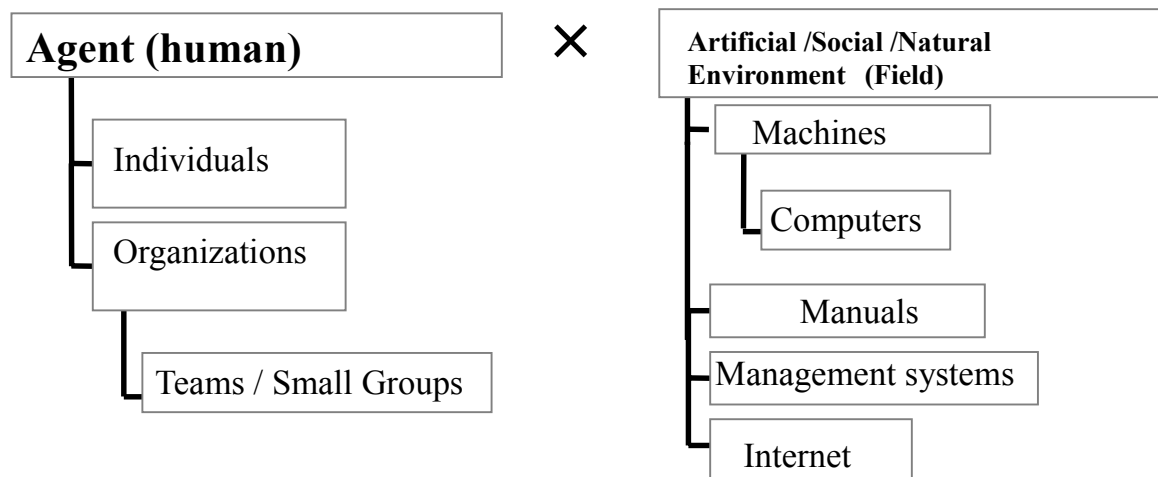 Agent (human)
×
Artificial /Social /Natural
Environment (Field)
Individuals
Organizations
Teams / Small Groups
Machines
Computers
Manuals
Management systems
Internet